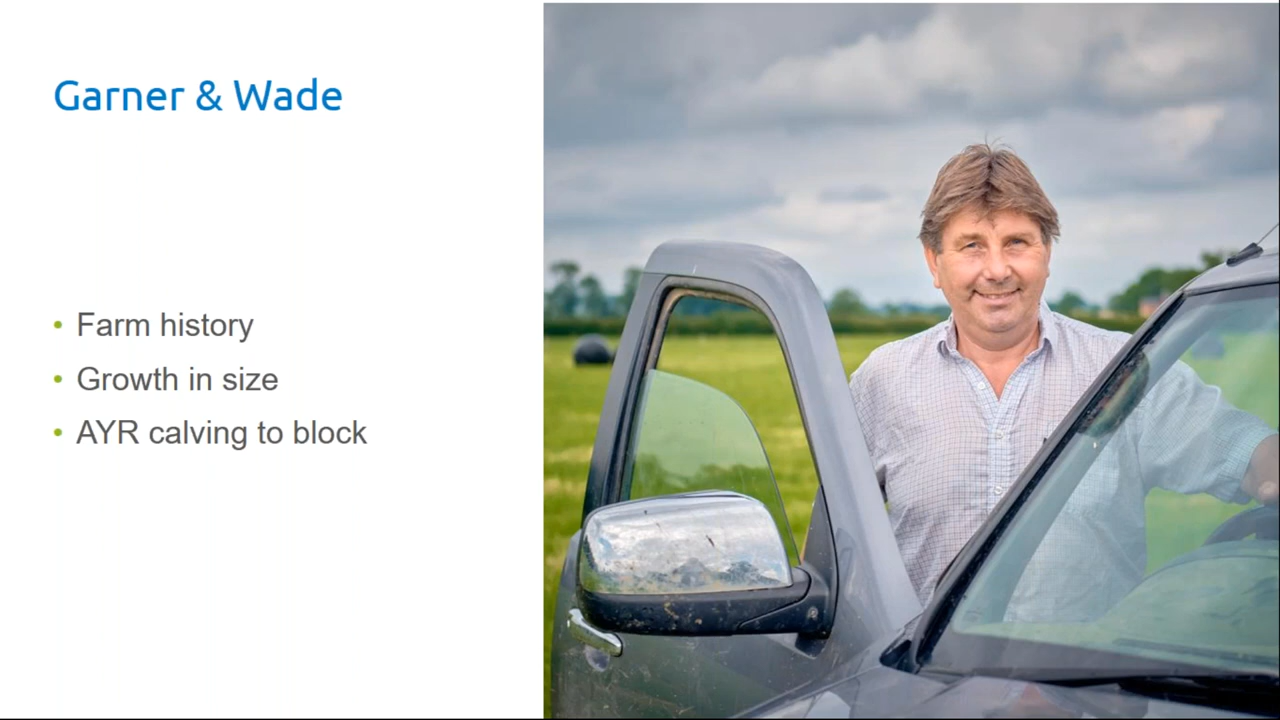 Garner & Wade
• Farm history
• Growth in size
• AYR calving to block